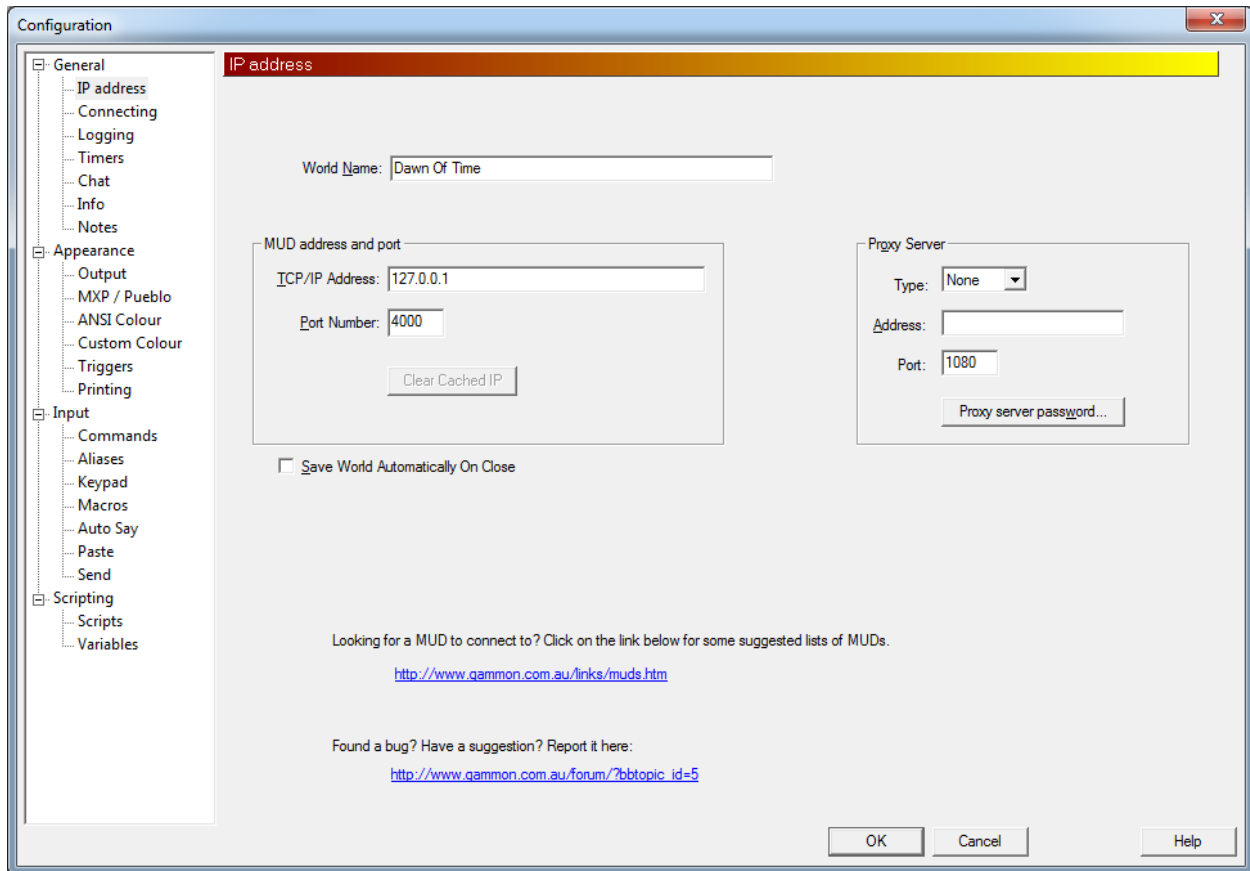 Configuration
General
IP address
Connecting
Logging
Timers
Chat
Info
Notes
Appearance
Output
MXP / Pueblo
ANSI Colour
Custom Colour
Triggers
Printing
Input
Commands
Aliases
Keypad
Macros
Auto Say
Paste
Send
Scripting
Scripts
Variables
IP address
World Name: Dawn Of Time
MUD address and port
TCP/IP Address: 127.0.0.1
Port Number: 4000
Clear Cached IP
Proxy Server
Type: None
Address:
Port: 1080
Proxy server password...
Save World Automatically On Close
Looking for a MUD to connect to? Click on the link below for some suggested lists of MUDs.
http://www.gammon.com.au/links/muds.htm
Found a bug? Have a suggestion? Report it here:
http://www.gammon.com.au/forum/?bbtopic_id=5
OK
Cancel
Help